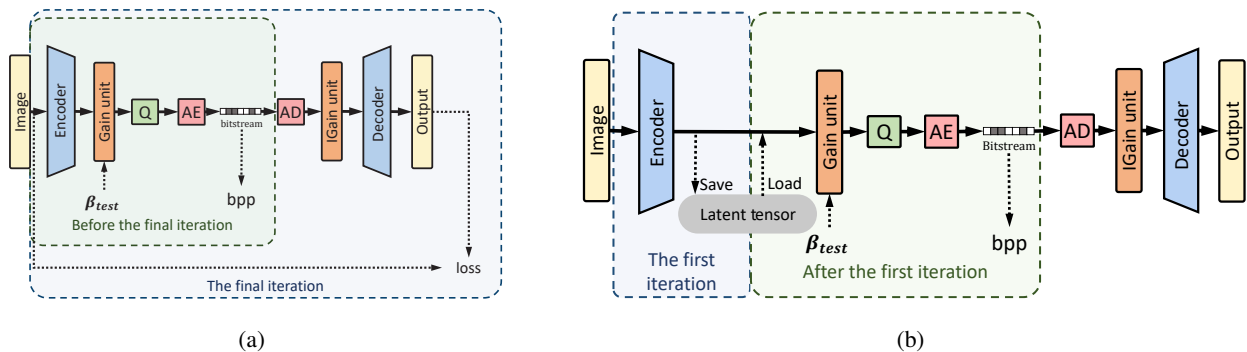 Image
Encoder
Gain unit
Q
AE
bitstream
AD
IGain unit
Decoder
Output
β_test
bpp
Before the final iteration
loss
The final iteration
(a)
Image
Encoder
Save
Load
Latent tensor
Gain unit
Q
AE
Bitstream
AD
IGain unit
Decoder
Output
β_test
bpp
The first
iteration
After the first iteration
(b)